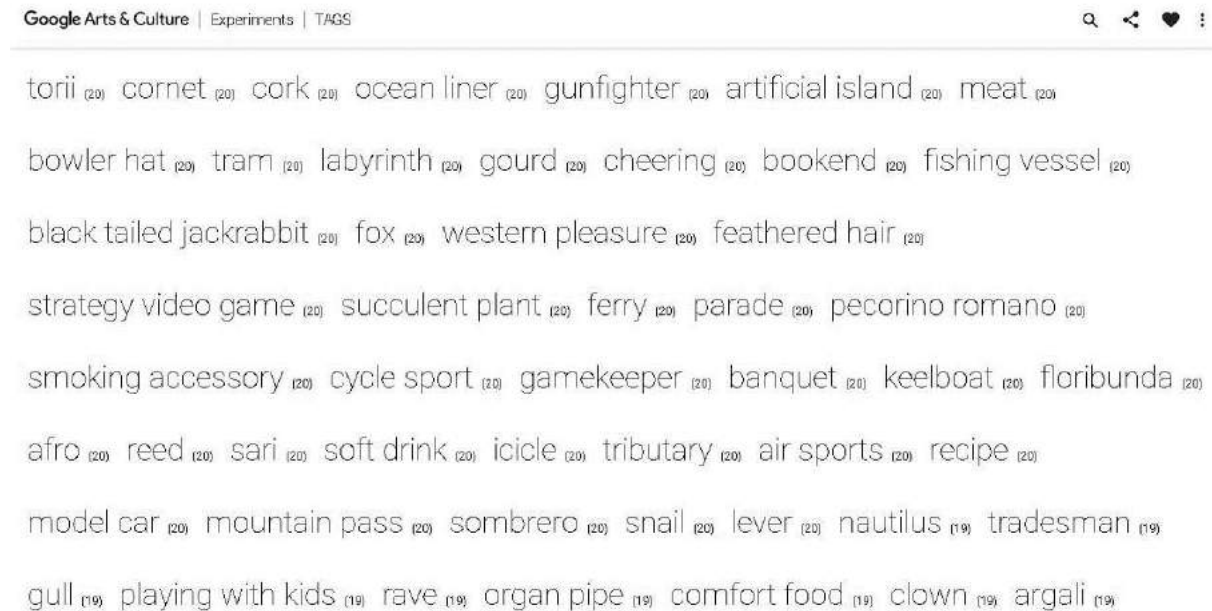 Google Arts & Culture | Experiments | TAGS
torii (20) cornet (20) cork (20) ocean liner (20) gunfighter (20) artificial island (20) meat (20)
bowler hat (20) tram (20) labyrinth (20) gourd (20) cheering (20) bookend (20) fishing vessel (20)
black tailed jackrabbit (20) fox (20) western pleasure (20) feathered hair (20)
strategy video game (20) succulent plant (20) ferry (20) parade (20) pecorino romano (20)
smoking accessory (20) cycle sport (20) gamekeeper (20) banquet (20) keelboat (20) floribunda (20)
afro (20) reed (20) sari (20) soft drink (20) icicle (20) tributary (20) air sports (20) recipe (20)
model car (20) mountain pass (20) sombrero (20) snail (20) lever (20) nautilus (19) tradesman (19)
gull (19) playing with kids (19) rave (19) organ pipe (19) comfort food (19) clown (19) argali (19)